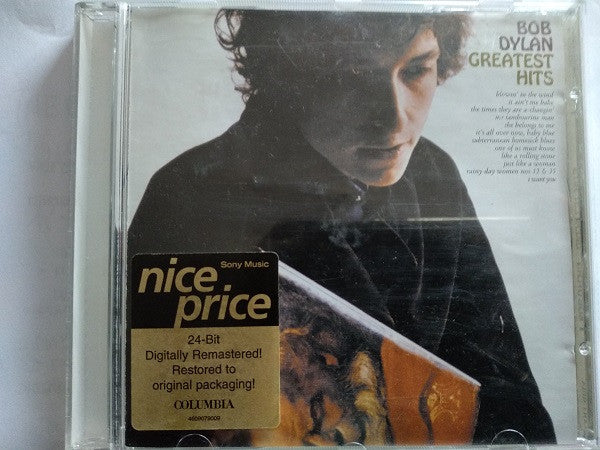 BOB
DYLAN
GREATEST
HITS
blowin' in the wind
it ain't me babe
the times they are a-changin'
mr. tambourine man
she belongs to me
it's all over now, baby blue
subterranean homesick blues
one of us must know
like a rolling stone
just like a woman
rainy day women nos 12 & 35
i want you
Sony Music
nice
price
24-Bit
Digitally Remastered!
Restored to
original packaging!
COLUMBIA
4609079009